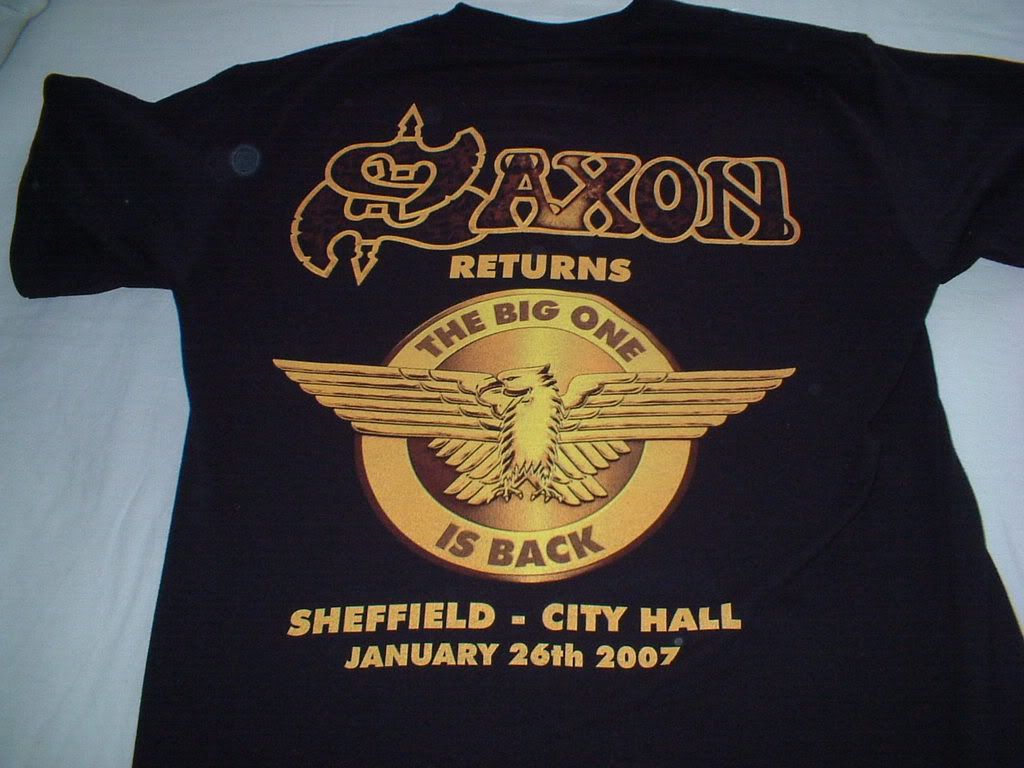 SAXON
RETURNS
THE BIG ONE
IS BACK
SHEFFIELD - CITY HALL
JANUARY 26th 2007